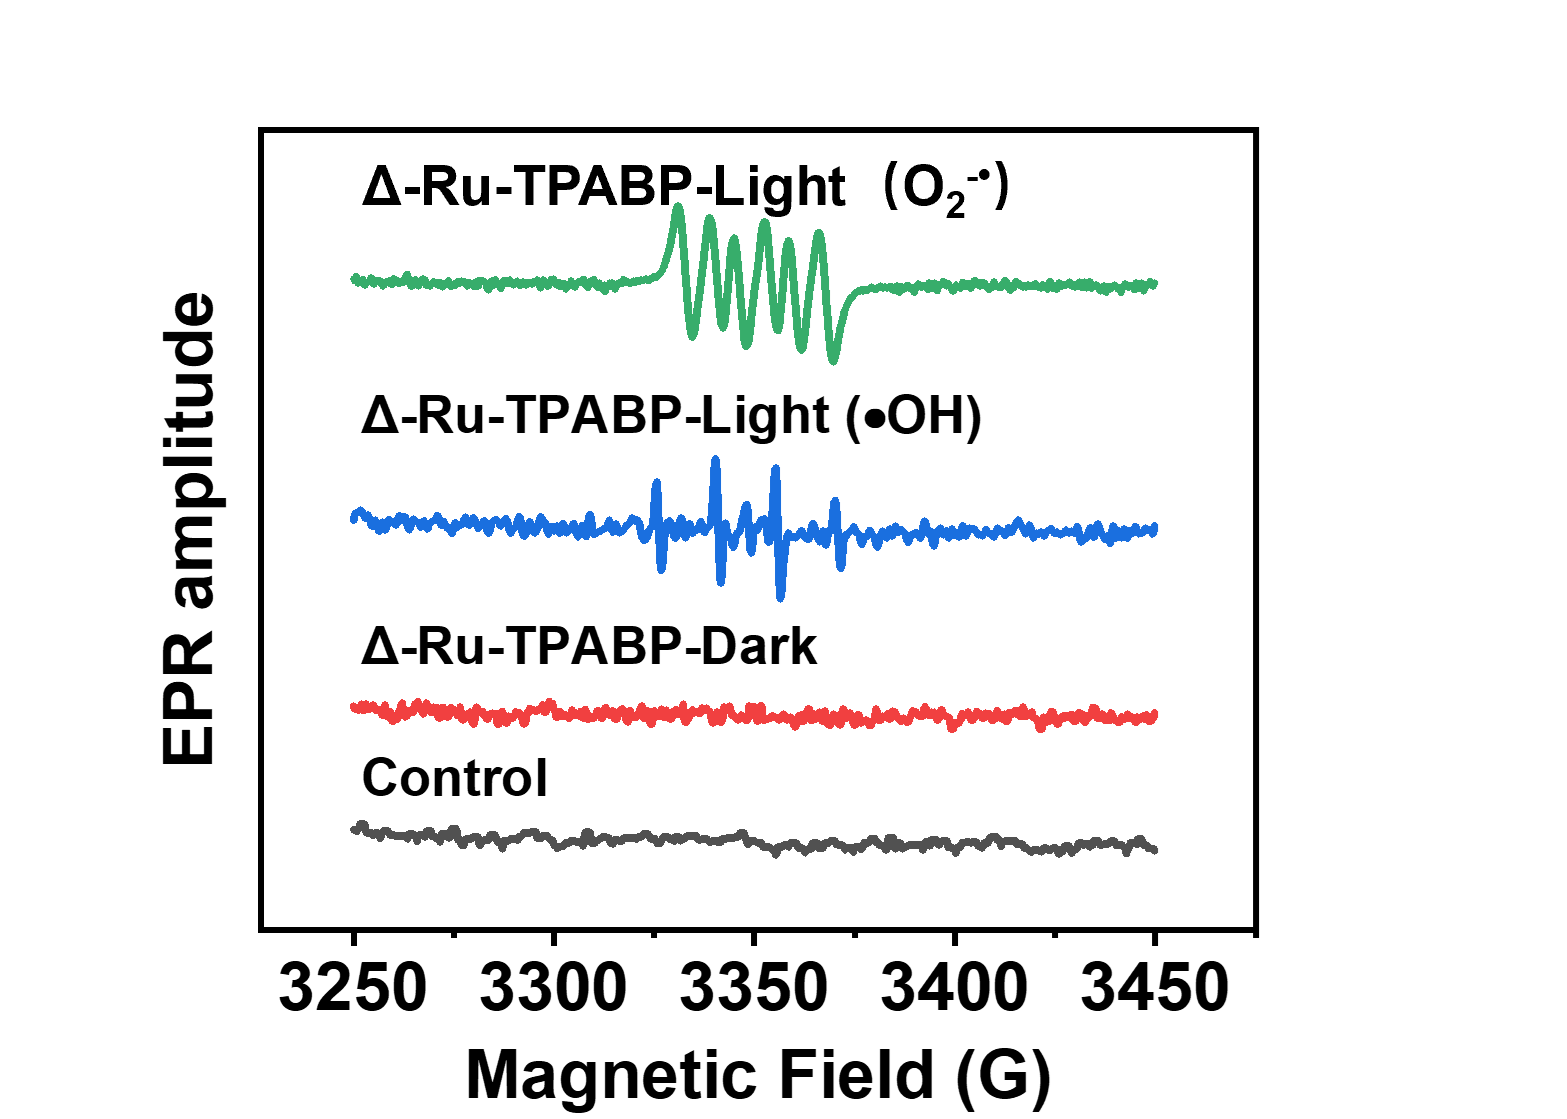 Δ-Ru-TPABP-Light (O₂⁻•)
Δ-Ru-TPABP-Light (●OH)
Δ-Ru-TPABP-Dark
Control
EPR amplitude
3250 3300 3350 3400 3450
Magnetic Field (G)